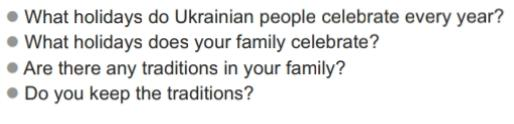 ● What holidays do Ukrainian people celebrate every year?
● What holidays does your family celebrate?
● Are there any traditions in your family?
● Do you keep the traditions?